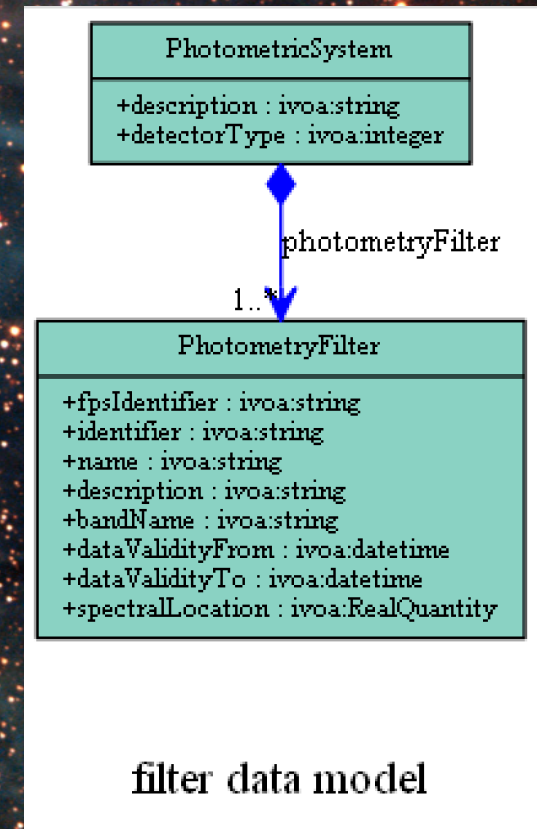 PhotometricSystem
+description : ivoa:string
+detectorType : ivoa:integer
photometryFilter
1..*
PhotometryFilter
+fpsIdentifier : ivoa:string
+identifier : ivoa:string
+name : ivoa:string
+description : ivoa:string
+bandName : ivoa:string
+dataValidityFrom : ivoa:datetime
+dataValidityTo : ivoa:datetime
+spectralLocation : ivoa:RealQuantity
filter data model